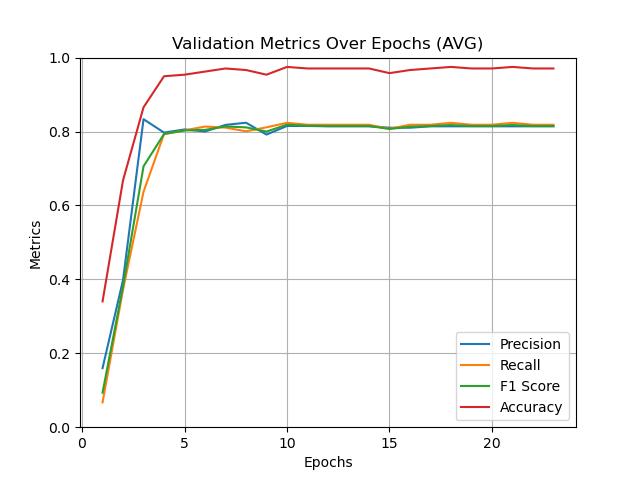 Validation Metrics Over Epochs (AVG)
1.0
0.8
0.6
0.4
0.2
0.0
Metrics
0
5
10
15
20
Epochs
Precision
Recall
F1 Score
Accuracy